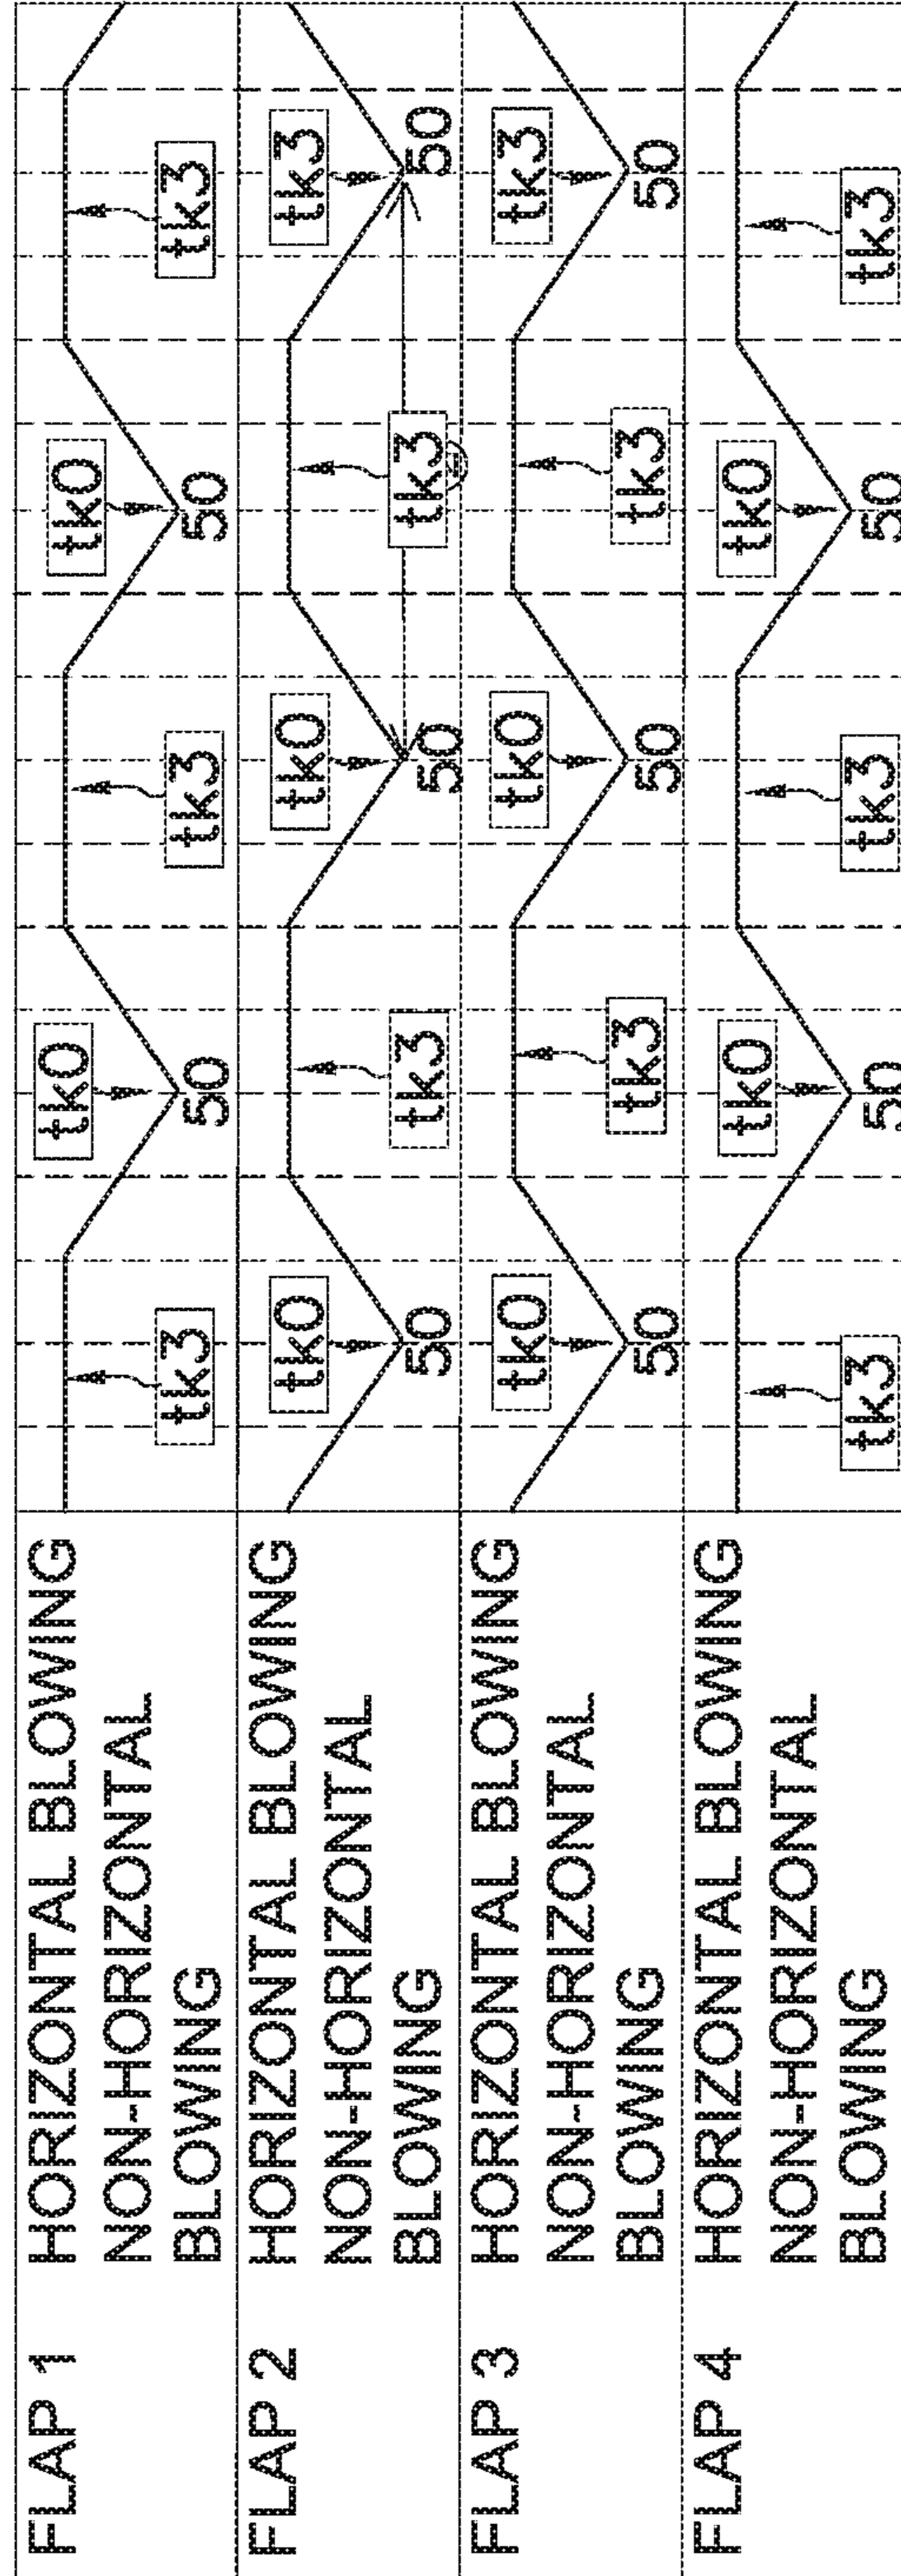 FLAP 1 HORIZONTAL BLOWING tk0 tk0
NON-HORIZONTAL
BLOWING tk3 50 tk3 50 tk3
FLAP 2 HORIZONTAL BLOWING tk0 tk0 tk3
NON-HORIZONTAL
BLOWING 50 tk3 50 tk3 50
FLAP 3 HORIZONTAL BLOWING tk0 tk0 tk3
NON-HORIZONTAL
BLOWING 50 tk3 50 tk3 50
FLAP 4 HORIZONTAL BLOWING tk0 tk0
NON-HORIZONTAL
BLOWING tk3 50 tk3 50 tk3